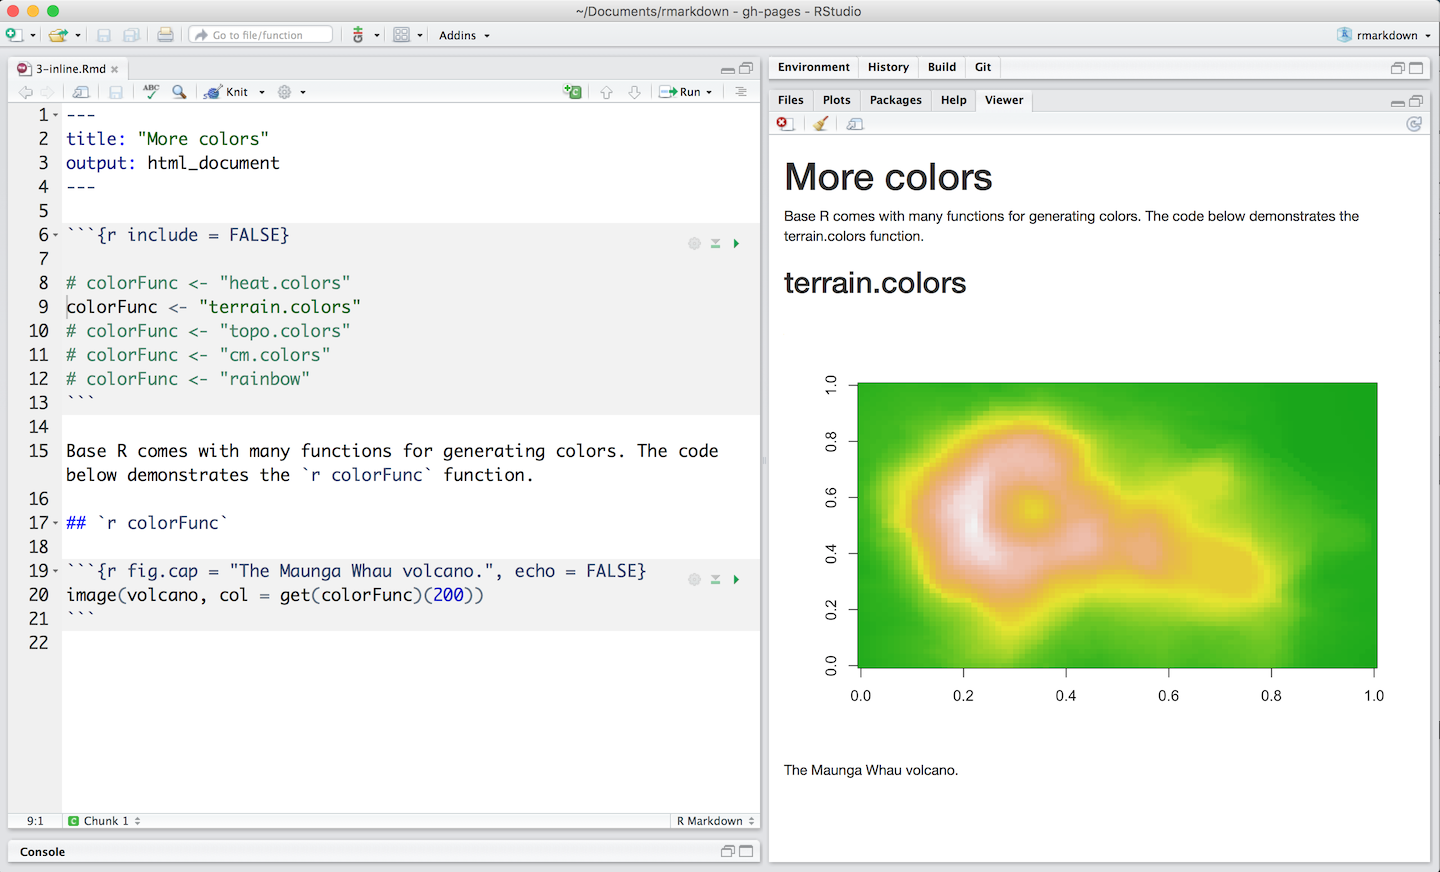 ~/Documents/rmarkdown - gh-pages - RStudio
Go to file/function
Addins
rmarkdown
3-inline.Rmd
ABC
Knit
Run
1 ---
2 title: "More colors"
3 output: html_document
4 ---
5
6 ```{r include = FALSE}
7
8 # colorFunc <- "heat.colors"
9 colorFunc <- "terrain.colors"
10 # colorFunc <- "topo.colors"
11 # colorFunc <- "cm.colors"
12 # colorFunc <- "rainbow"
13 ```
14
15 Base R comes with many functions for generating colors. The code
below demonstrates the `r colorFunc` function.
16
17 ## `r colorFunc`
18
19 ```{r fig.cap = "The Maunga Whau volcano.", echo = FALSE}
20 image(volcano, col = get(colorFunc)(200))
21 ```
22
9:1
C Chunk 1
R Markdown
Console
Environment History Build Git
Files Plots Packages Help Viewer
More colors
Base R comes with many functions for generating colors. The code below demonstrates the
terrain.colors function.
terrain.colors
1.0
0.8
0.6
0.4
0.2
0.0
0.0 0.2 0.4 0.6 0.8 1.0
The Maunga Whau volcano.